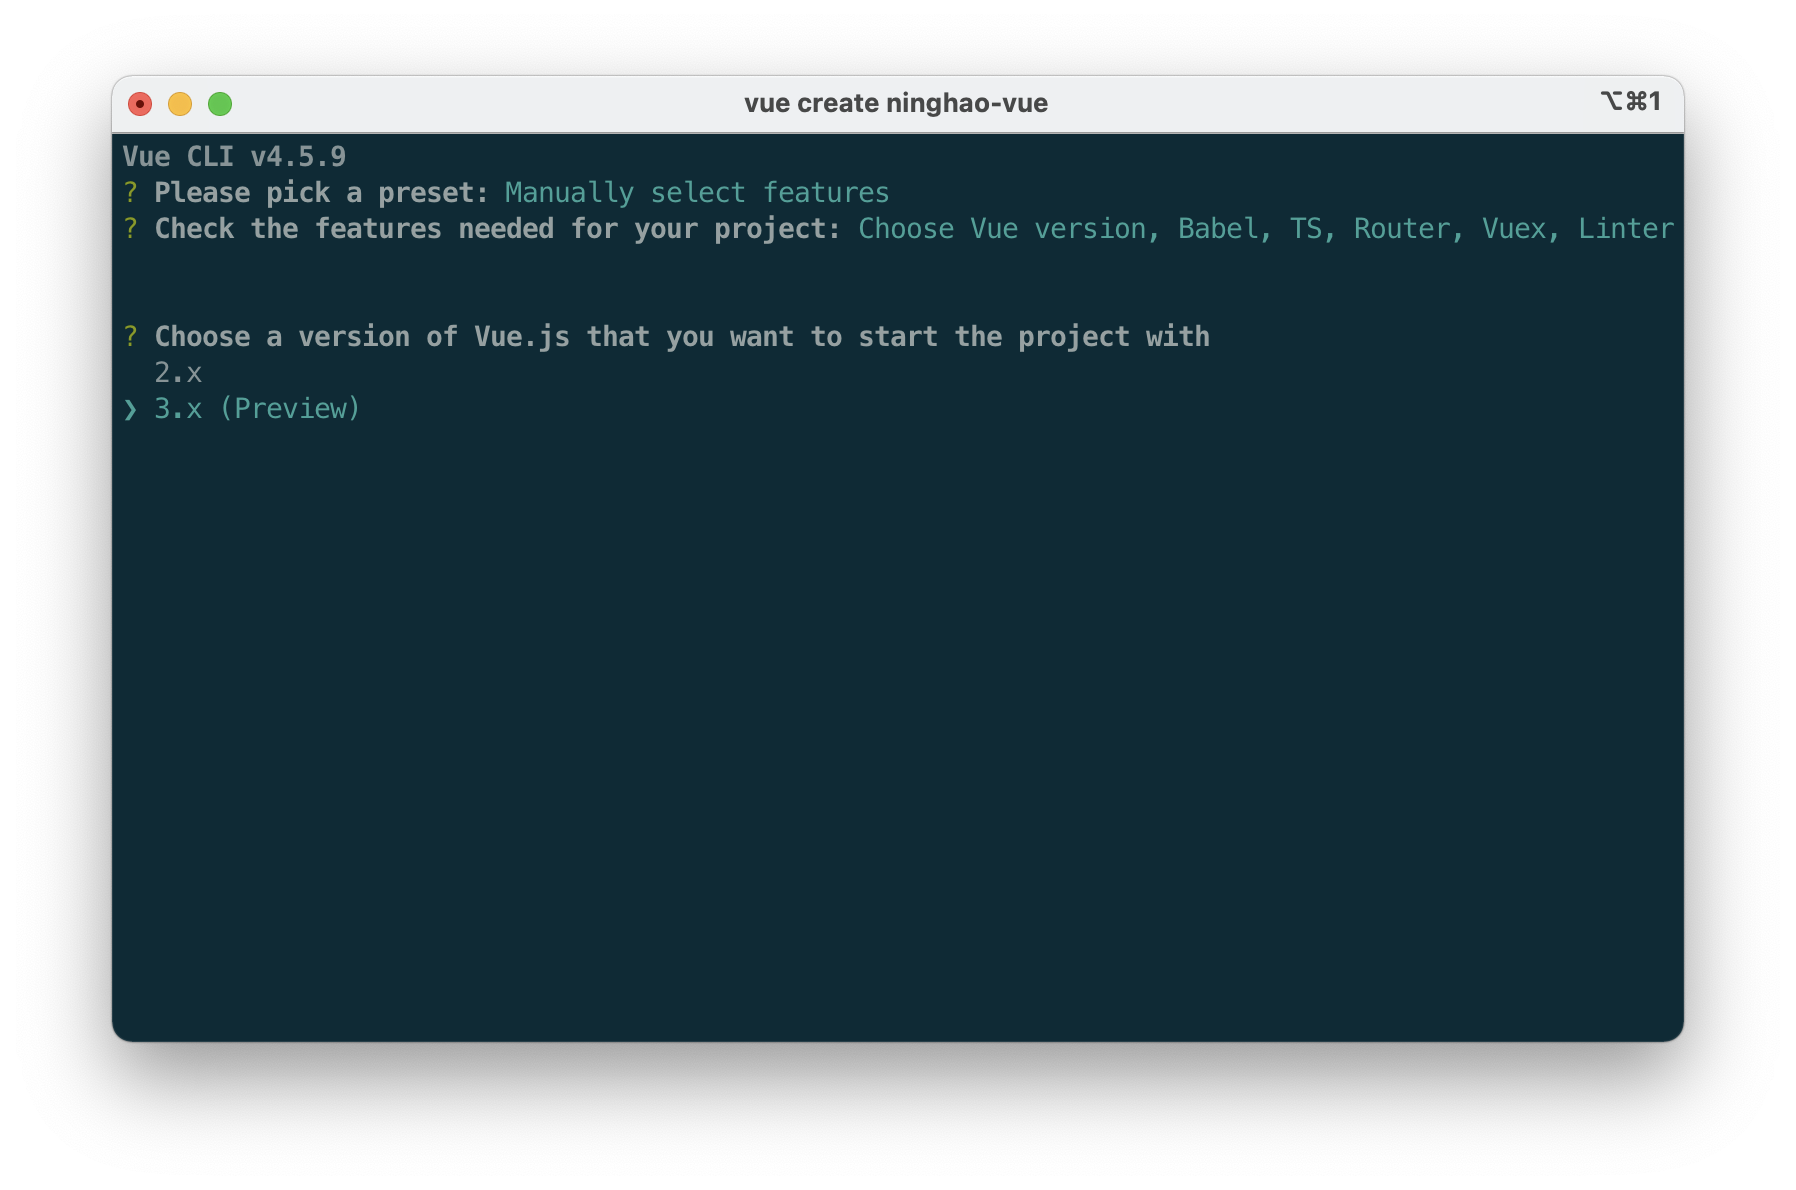 vue create ninghao-vue
⌥⌘1
Vue CLI v4.5.9
? Please pick a preset: Manually select features
? Check the features needed for your project: Choose Vue version, Babel, TS, Router, Vuex, Linter
? Choose a version of Vue.js that you want to start the project with
2.x
❯ 3.x (Preview)